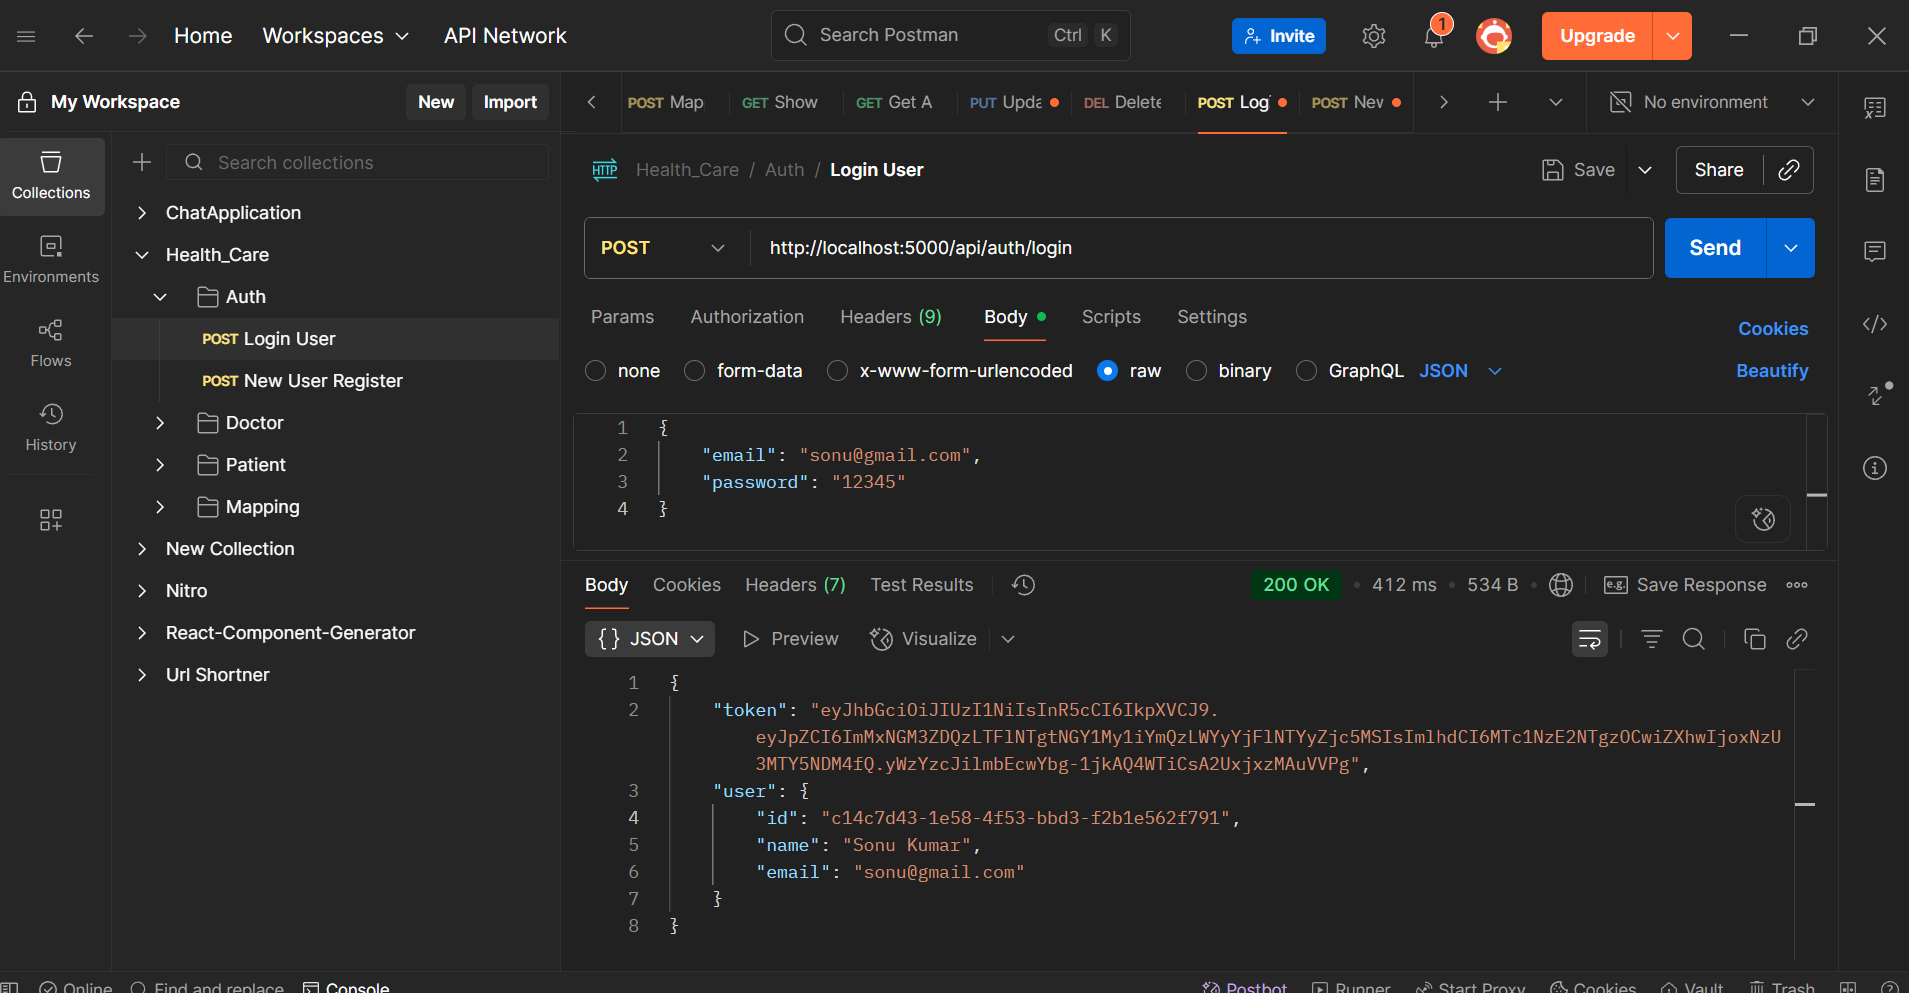 Home
Workspaces
API Network
Search Postman
Ctrl
K
Invite
1
Upgrade
My Workspace
New
Import
POST Map
GET Show
GET Get A
PUT Upda
DEL Delete
POST Log
POST New
No environment
Collections
Environments
Flows
History
Search collections
ChatApplication
Health_Care
Auth
POST Login User
POST New User Register
Doctor
Patient
Mapping
New Collection
Nitro
React-Component-Generator
Url Shortner
HTTP
Health_Care / Auth / Login User
Save
Share
POST
http://localhost:5000/api/auth/login
Send
Params
Authorization
Headers (9)
Body
Scripts
Settings
Cookies
none
form-data
x-www-form-urlencoded
raw
binary
GraphQL
JSON
Beautify
1 {
2 "email": "sonu@gmail.com",
3 "password": "12345"
4 }
Body
Cookies
Headers (7)
Test Results
200 OK
412 ms
534 B
e.g.
Save Response
{} JSON
Preview
Visualize
1 {
2 "token": "eyJhbGciOiJIUzI1NiIsInR5cCI6IkpXVCJ9.
eyJpZCI6ImMxNGM3ZDQzLTFlNTgtNGY1My1iYmQzLWYyYjFlNTYyZjc5MSIsImlhdCI6MTc1NzE2NTgzOCwiZXhwIjoxNzU
3MTY5NDM4fQ.yWzYzcJilmbEcwYbg-1jkAQ4WTiCsA2UxjxzMAuVVPg",
3 "user": {
4 "id": "c14c7d43-1e58-4f53-bbd3-f2b1e562f791",
5 "name": "Sonu Kumar",
6 "email": "sonu@gmail.com"
7 }
8 }
Online
Find and replace
Console
Postbot
Runner
Start Proxy
Cookies
Vault
Trash